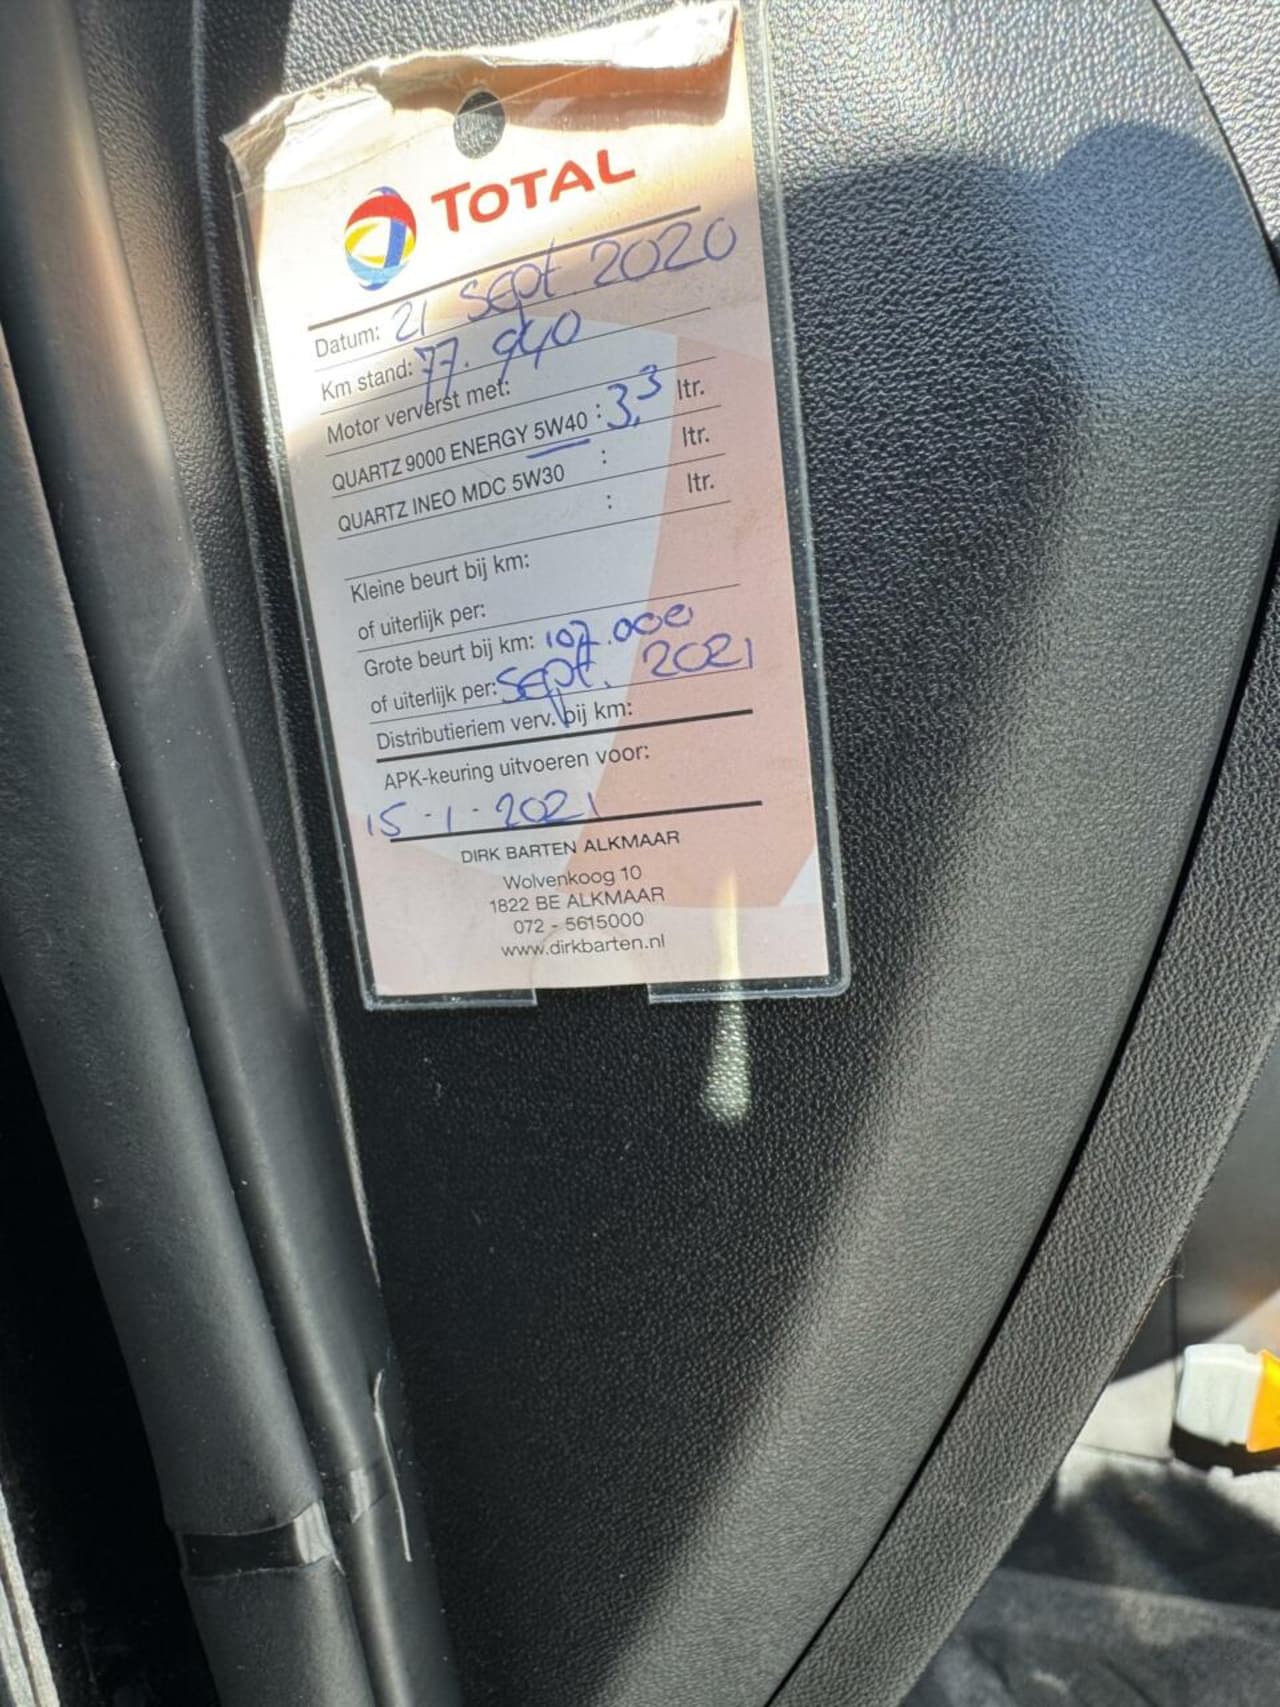 TOTAL
Datum: 21 sept 2020
Km stand: 77.940
Motor ververst met:
QUARTZ 9000 ENERGY 5W40 : 3,3 ltr.
QUARTZ INEO MDC 5W30 : ltr.
: ltr.
Kleine beurt bij km:
of uiterlijk per:
Grote beurt bij km: 107.000
of uiterlijk per: sept. 2021
Distributieriem verv. bij km:
APK-keuring uitvoeren voor:
15-1-2021
DIRK BARTEN ALKMAAR
Wolvenkoog 10
1822 BE ALKMAAR
072 - 5615000
www.dirkbarten.nl